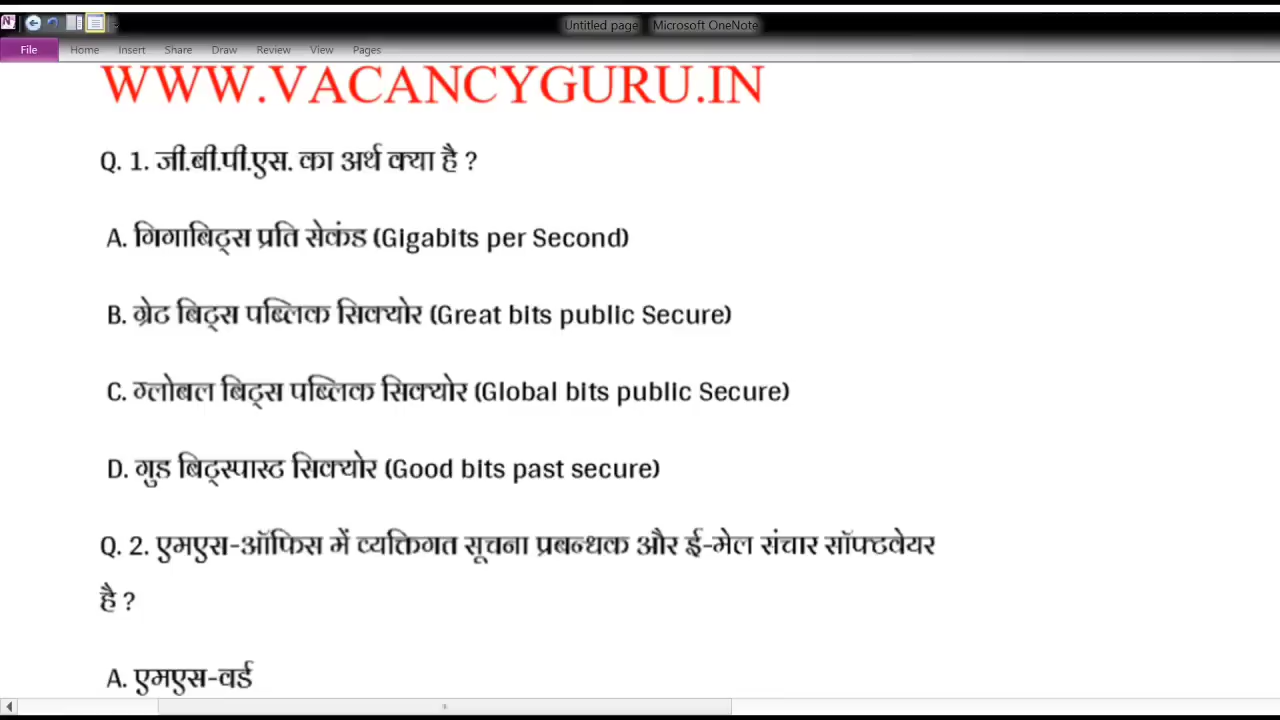 Untitled page Microsoft OneNote
File Home Insert Share Draw Review View Pages
WWW.VACANCYGURU.IN
Q. 1. जी.बी.पी.एस. का अर्थ क्या है ?
A. गिगाबिट्स प्रति सेकंड (Gigabits per Second)
B. ग्रेट बिट्स पब्लिक सिक्योर (Great bits public Secure)
C. ग्लोबल बिट्स पब्लिक सिक्योर (Global bits public Secure)
D. गुड बिट्स्पास्ट सिक्योर (Good bits past secure)
Q. 2. एमएस-ऑफिस में व्यक्तिगत सूचना प्रबन्धक और ई-मेल संचार सॉफ्टवेयर
है ?
A. एमएस-वर्ड